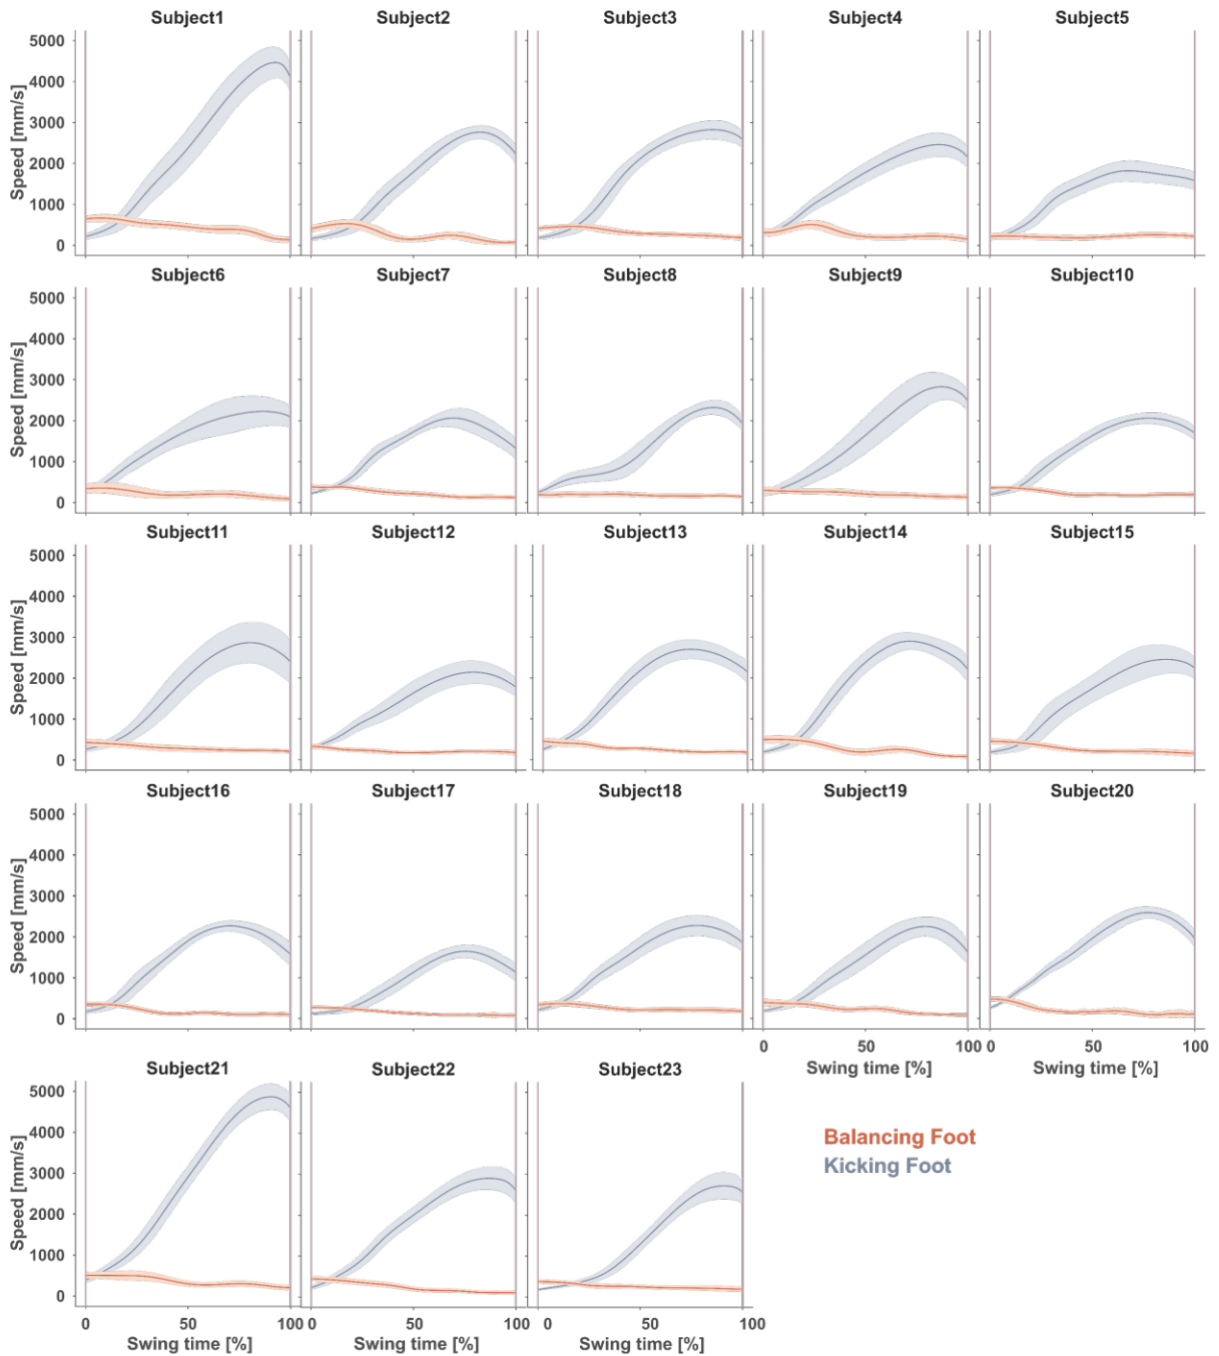 Subject1 Subject2 Subject3 Subject4 Subject5
5000
4000
3000
2000
1000
0
Speed [mm/s]
Subject6 Subject7 Subject8 Subject9 Subject10
5000
4000
3000
2000
1000
0
Speed [mm/s]
Subject11 Subject12 Subject13 Subject14 Subject15
5000
4000
3000
2000
1000
0
Speed [mm/s]
Subject16 Subject17 Subject18 Subject19 Subject20
5000
4000
3000
2000
1000
0
Speed [mm/s]
0 50 100 0 50 100
Swing time [%] Swing time [%]
Subject21 Subject22 Subject23
5000
4000
3000
2000
1000
0
Speed [mm/s]
0 50 100 0 50 100 0 50 100
Swing time [%] Swing time [%] Swing time [%]
Balancing Foot
Kicking Foot